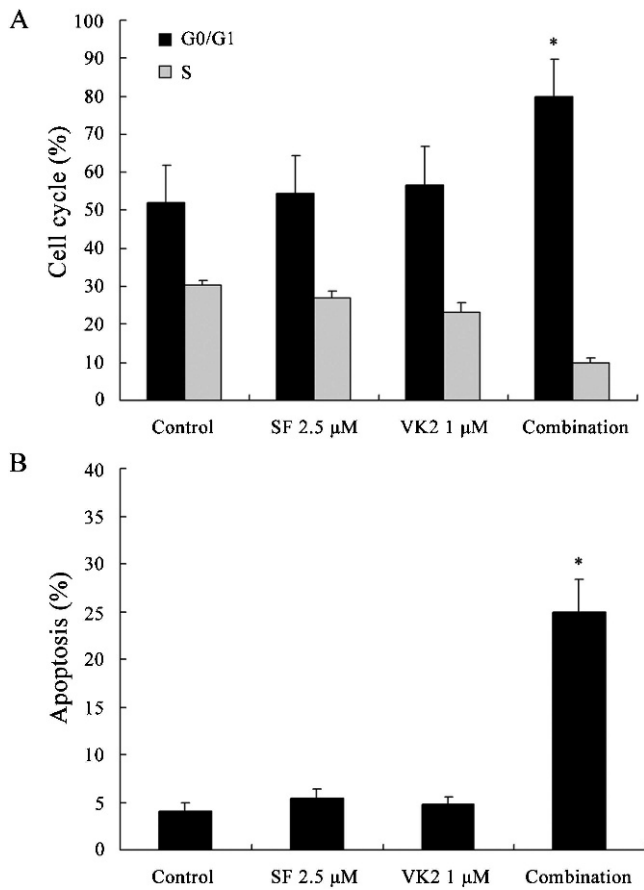 A
G0/G1
S
Cell cycle (%)
100
90
80
70
60
50
40
30
20
10
0
*
Control SF 2.5 μM VK2 1 μM Combination
B
Apoptosis (%)
40
35
30
25
20
15
10
5
0
*
Control SF 2.5 μM VK2 1 μM Combination